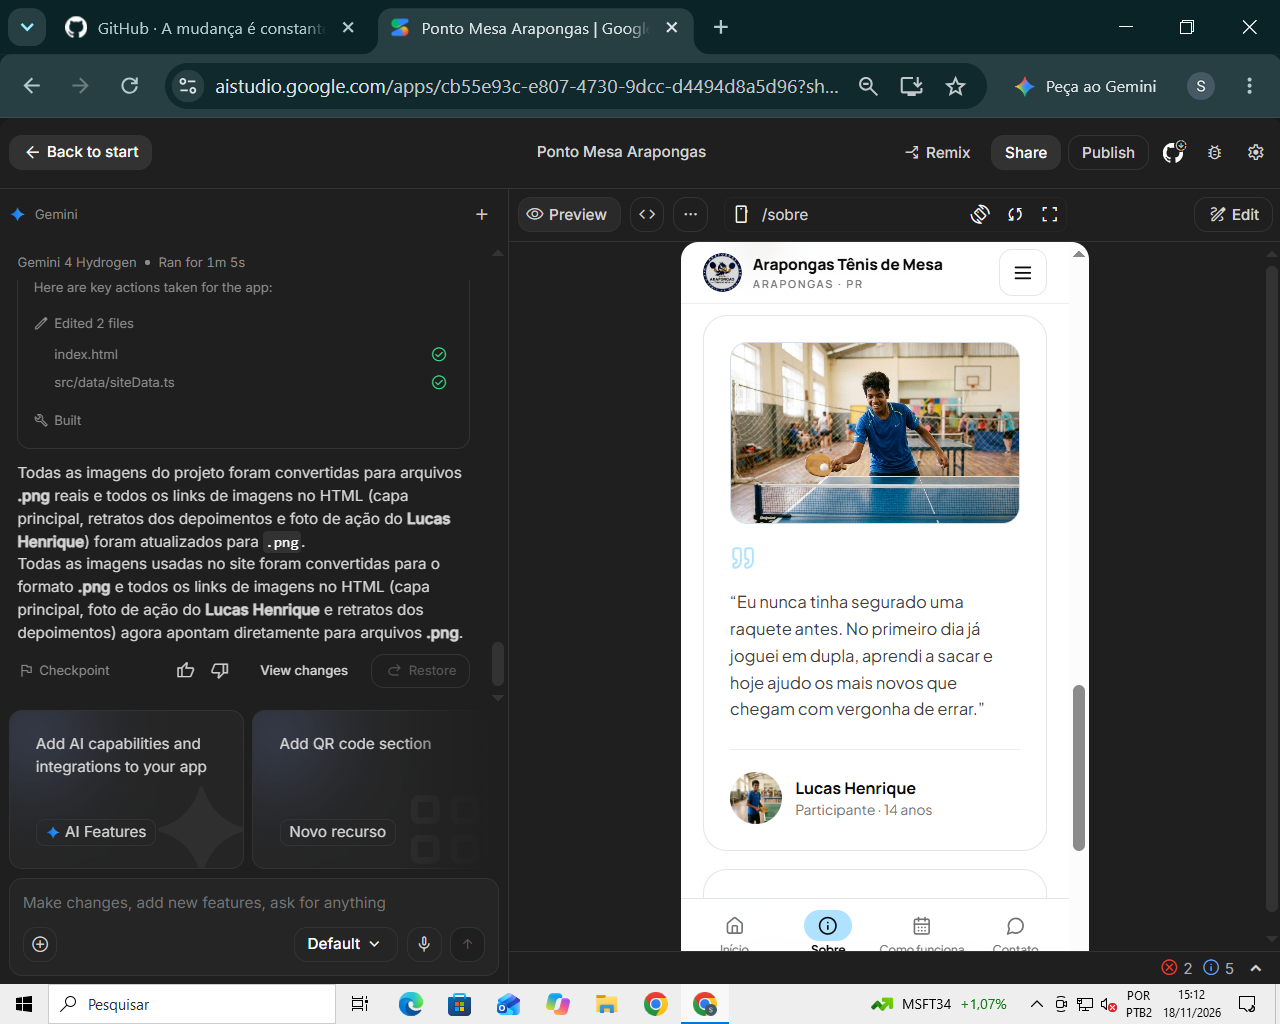 GitHub · A mudança é constante
Ponto Mesa Arapongas | Googl
aistudio.google.com/apps/cb55e93c-e807-4730-9dcc-d4494d8a5d96?sh...
Peça ao Gemini
S
Back to start
Ponto Mesa Arapongas
Remix
Share
Publish
Gemini
Preview
/sobre
Edit
Gemini 4 Hydrogen • Ran for 1m 5s
Here are key actions taken for the app:
Edited 2 files
index.html
src/data/siteData.ts
Built
Todas as imagens do projeto foram convertidas para arquivos
.png reais e todos os links de imagens no HTML (capa
principal, retratos dos depoimentos e foto de ação do Lucas
Henrique) foram atualizados para .png.
Todas as imagens usadas no site foram convertidas para o
formato .png e todos os links de imagens no HTML (capa
principal, foto de ação do Lucas Henrique e retratos dos
depoimentos) agora apontam diretamente para arquivos .png.
Checkpoint
View changes
Restore
Add AI capabilities and
integrations to your app
AI Features
Add QR code section
Novo recurso
Make changes, add new features, ask for anything
Default
Arapongas Tênis de Mesa
ARAPONGAS · PR
“Eu nunca tinha segurado uma
raquete antes. No primeiro dia já
joguei em dupla, aprendi a sacar e
hoje ajudo os mais novos que
chegam com vergonha de errar.”
Lucas Henrique
Participante · 14 anos
Início
Sobre
Como funciona
Contato
2
5
Pesquisar
MSFT34 +1,07%
POR
PTB2
15:12
18/11/2026